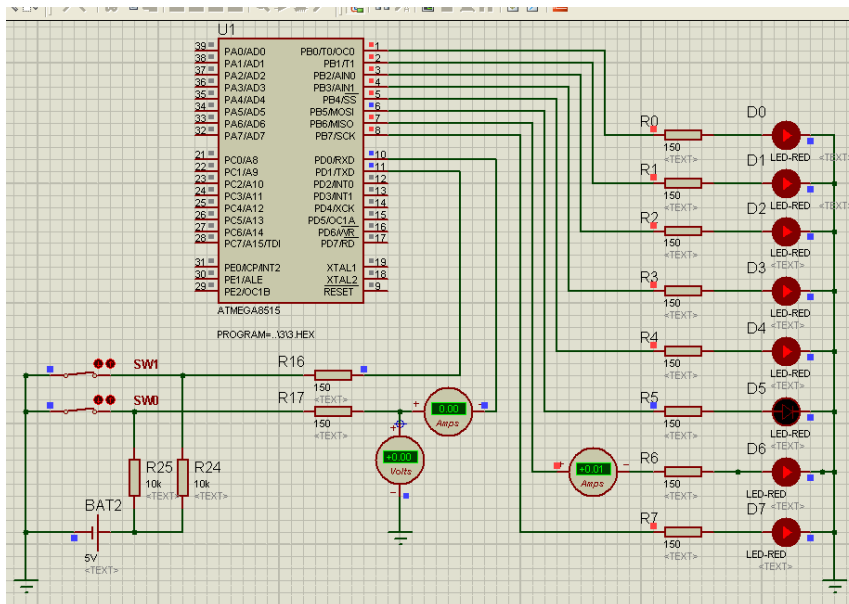 U1
39 PA0/AD0 PB0/T0/OC0 1
38 PA1/AD1 PB1/T1 2
37 PA2/AD2 PB2/AIN0 3
36 PA3/AD3 PB3/AIN1 4
35 PA4/AD4 PB4/SS 5
34 PA5/AD5 PB5/MOSI 6
33 PA6/AD6 PB6/MISO 7
32 PA7/AD7 PB7/SCK 8
21 PC0/A8 PD0/RXD 10
22 PC1/A9 PD1/TXD 11
23 PC2/A10 PD2/INT0 12
24 PC3/A11 PD3/INT1 13
25 PC4/A12 PD4/XCK 14
26 PC5/A13 PD5/OC1A 15
27 PC6/A14 PD6/WR 16
28 PC7/A15/TDI PD7/RD 17
31 PE0/ICP/INT2 XTAL1 19
30 PE1/ALE XTAL2 18
29 PE2/OC1B RESET 9
ATMEGA8515
PROGRAM=..\3\3.HEX
R0
150
<TEXT>
D0
LED-RED
<TEXT>
R1
150
<TEXT>
D1
LED-RED
<TEXT>
R2
150
<TEXT>
D2
LED-RED
<TEXT>
R3
150
<TEXT>
D3
LED-RED
<TEXT>
R4
150
<TEXT>
D4
LED-RED
<TEXT>
R5
150
<TEXT>
D5
LED-RED
R6
150
<TEXT>
D6
LED-RED
<TEXT>
R7
150
<TEXT>
D7
LED-RED
<TEXT>
+ +0.01 -
Amps
SW1
R16
150
<TEXT>
SW0
R17
150
<TEXT>
+ 0.00 -
Amps
+
+0.00
Volts
-
R25
10k
<TEXT>
R24
10k
<TEXT>
BAT2
5V
<TEXT>